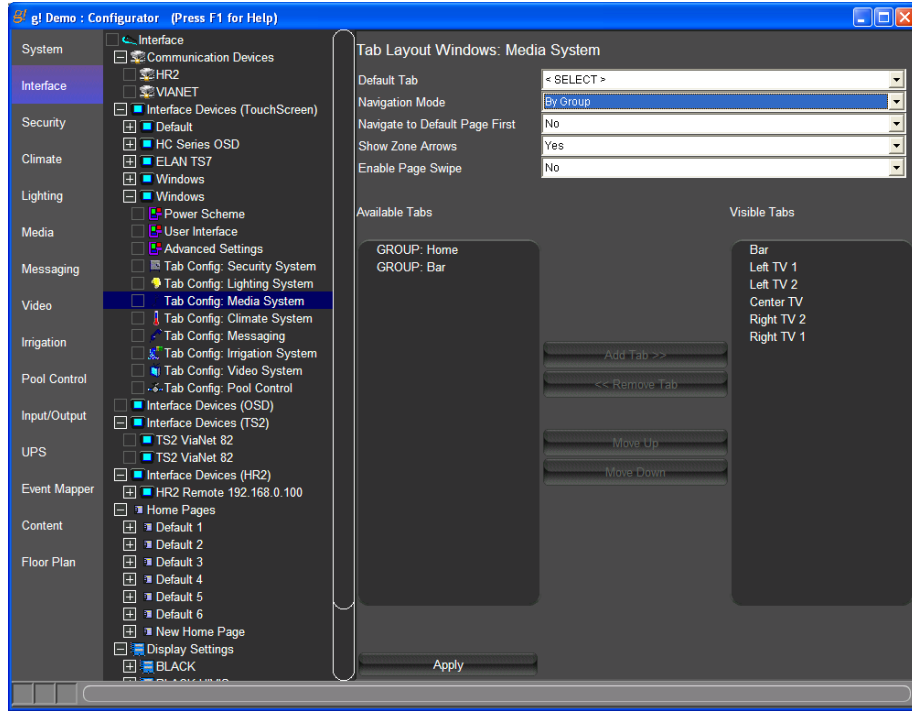 g! Demo : Configurator (Press F1 for Help)
System
Interface
Security
Climate
Lighting
Media
Messaging
Video
Irrigation
Pool Control
Input/Output
UPS
Event Mapper
Content
Floor Plan
Interface
Communication Devices
HR2
VIANET
Interface Devices (TouchScreen)
Default
HC Series OSD
ELAN TS7
Windows
Windows
Power Scheme
User Interface
Advanced Settings
Tab Config: Security System
Tab Config: Lighting System
Tab Config: Media System
Tab Config: Climate System
Tab Config: Messaging
Tab Config: Irrigation System
Tab Config: Video System
Tab Config: Pool Control
Interface Devices (OSD)
Interface Devices (TS2)
TS2 ViaNet 82
TS2 ViaNet 82
Interface Devices (HR2)
HR2 Remote 192.168.0.100
Home Pages
Default 1
Default 2
Default 3
Default 4
Default 5
Default 6
New Home Page
Display Settings
BLACK
Tab Layout Windows: Media System
Default Tab < SELECT >
Navigation Mode By Group
Navigate to Default Page First No
Show Zone Arrows Yes
Enable Page Swipe No
Available Tabs
GROUP: Home
GROUP: Bar
Add Tab >>
<< Remove Tab
Move Up
Move Down
Visible Tabs
Bar
Left TV 1
Left TV 2
Center TV
Right TV 2
Right TV 1
Apply